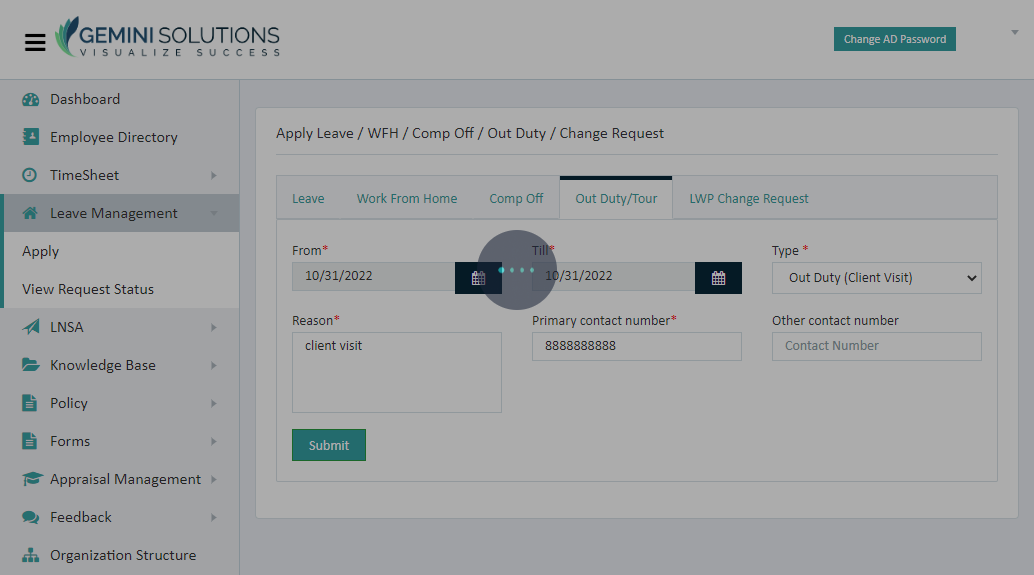 GEMINI SOLUTIONS
VISUALIZE SUCCESS
Change AD Password
Dashboard
Employee Directory
TimeSheet
Leave Management
Apply
View Request Status
LNSA
Knowledge Base
Policy
Forms
Appraisal Management
Feedback
Organization Structure
Apply Leave / WFH / Comp Off / Out Duty / Change Request
Leave Work From Home Comp Off Out Duty/Tour LWP Change Request
From* Till* Type *
10/31/2022 10/31/2022 Out Duty (Client Visit)
Reason* Primary contact number* Other contact number
client visit 8888888888 Contact Number
Submit